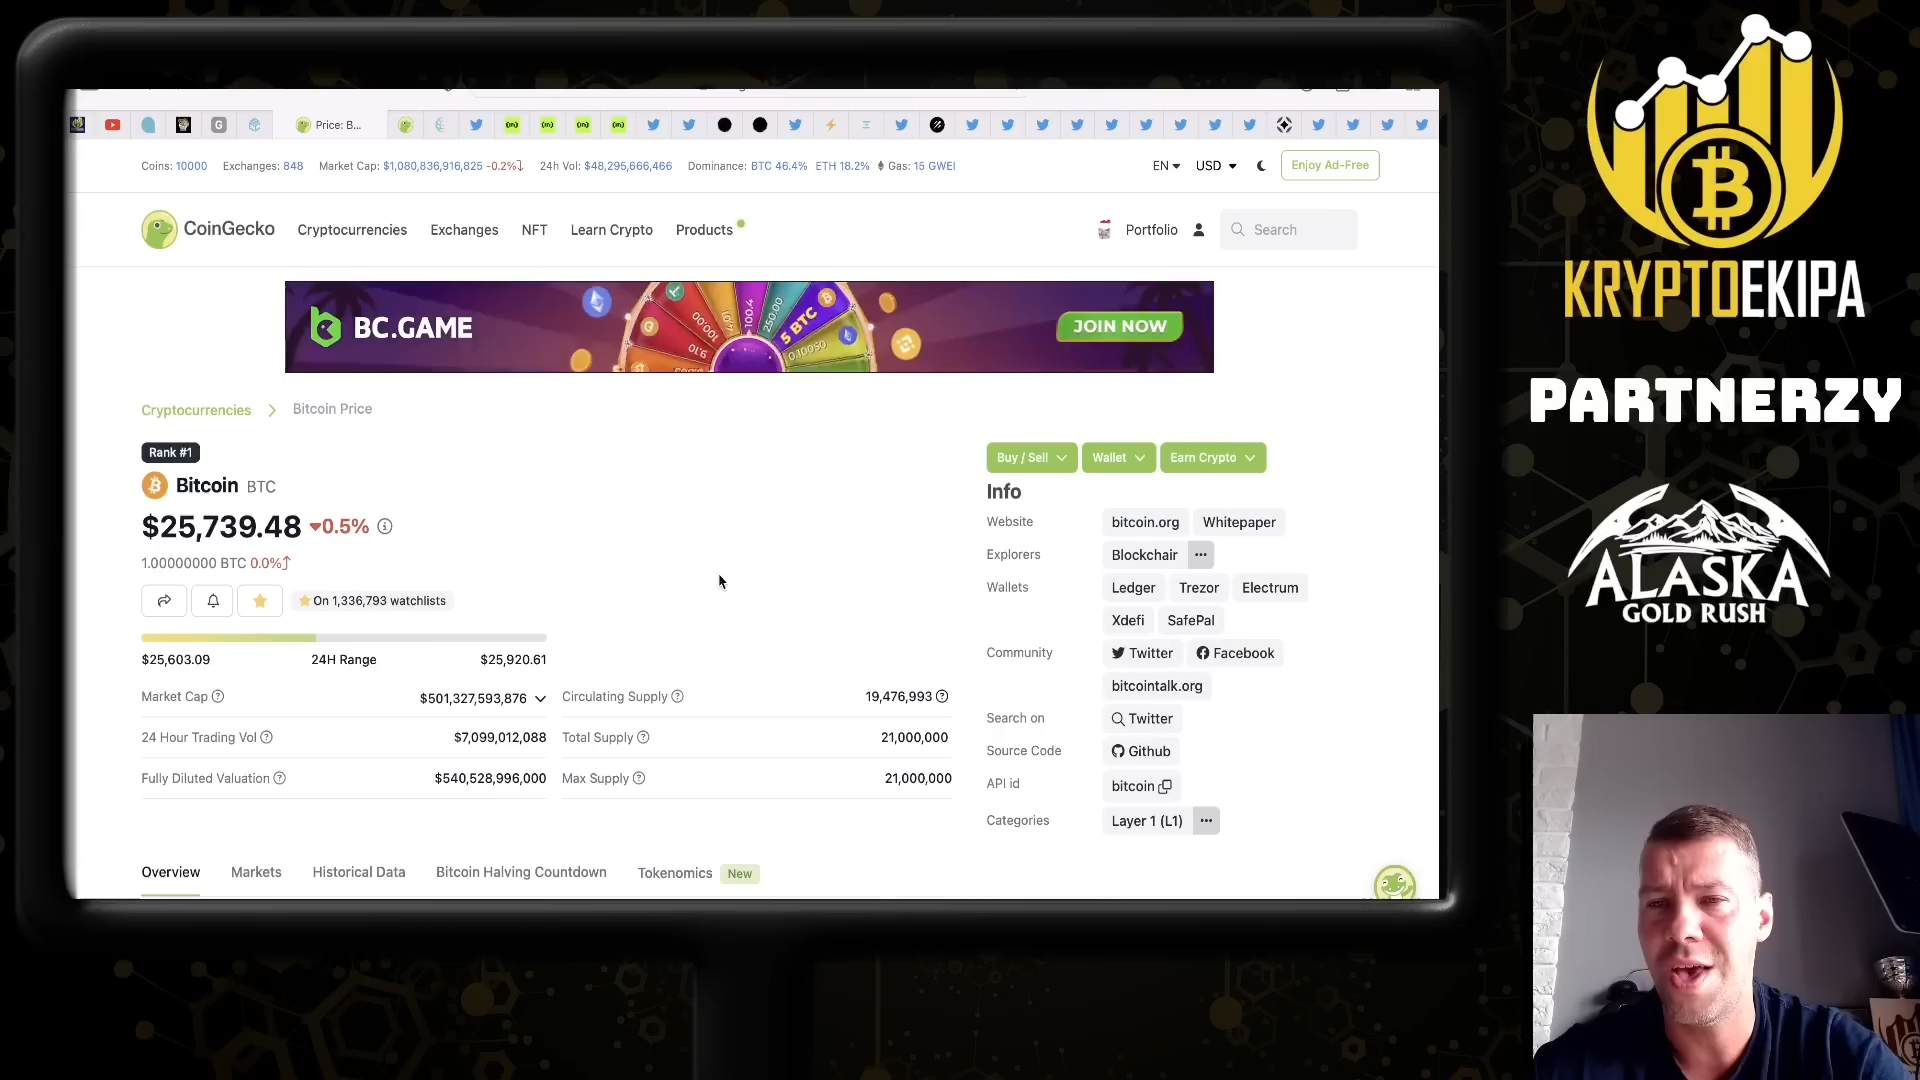 Price: B...
Coins: 10000 Exchanges: 848 Market Cap: $1,080,836,916,825 -0.2% 24h Vol: $48,295,666,466 Dominance: BTC 46.4% ETH 18.2% Gas: 15 GWEI
EN USD Enjoy Ad-Free
CoinGecko Cryptocurrencies Exchanges NFT Learn Crypto Products
Portfolio Search
BC.GAME
5 BTC
JOIN NOW
Cryptocurrencies Bitcoin Price
Rank #1
Bitcoin BTC
$25,739.48 0.5%
1.00000000 BTC 0.0%
On 1,336,793 watchlists
$25,603.09 24H Range $25,920.61
Market Cap $501,327,593,876
24 Hour Trading Vol $7,099,012,088
Fully Diluted Valuation $540,528,996,000
Circulating Supply 19,476,993
Total Supply 21,000,000
Max Supply 21,000,000
Buy / Sell Wallet Earn Crypto
Info
Website bitcoin.org Whitepaper
Explorers Blockchair
Wallets Ledger Trezor Electrum
Xdefi SafePal
Community Twitter Facebook
bitcointalk.org
Search on Twitter
Source Code Github
API id bitcoin
Categories Layer 1 (L1)
Overview Markets Historical Data Bitcoin Halving Countdown Tokenomics New
KRYPTOEKIPA
PARTNERZY
ALASKA
GOLD RUSH